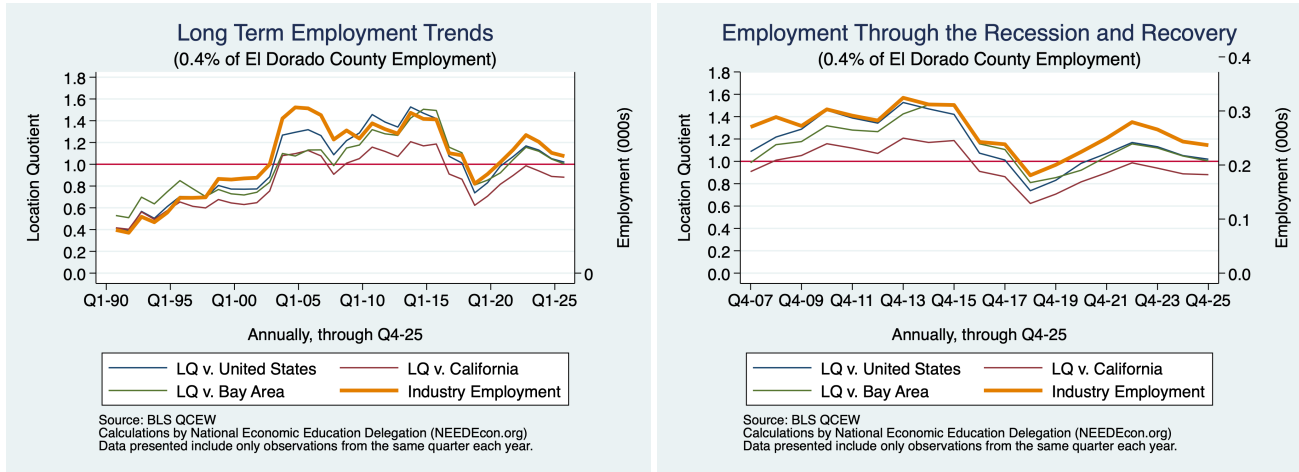 Long Term Employment Trends
(0.4% of El Dorado County Employment)
Location Quotient
1.8
1.6
1.4
1.2
1.0
0.8
0.6
0.4
0.2
0.0
Employment (000s)
0
Q1-90 Q1-95 Q1-00 Q1-05 Q1-10 Q1-15 Q1-20 Q1-25
Annually, through Q4-25
LQ v. United States LQ v. California
LQ v. Bay Area Industry Employment
Source: BLS QCEW
Calculations by National Economic Education Delegation (NEEDEcon.org)
Data presented include only observations from the same quarter each year.
Employment Through the Recession and Recovery
(0.4% of El Dorado County Employment)
Location Quotient
1.8
1.6
1.4
1.2
1.0
0.8
0.6
0.4
0.2
0.0
Employment (000s)
0.4
0.3
0.2
0.1
0.0
Q4-07 Q4-09 Q4-11 Q4-13 Q4-15 Q4-17 Q4-19 Q4-21 Q4-23 Q4-25
Annually, through Q4-25
LQ v. United States LQ v. California
LQ v. Bay Area Industry Employment
Source: BLS QCEW
Calculations by National Economic Education Delegation (NEEDEcon.org)
Data presented include only observations from the same quarter each year.